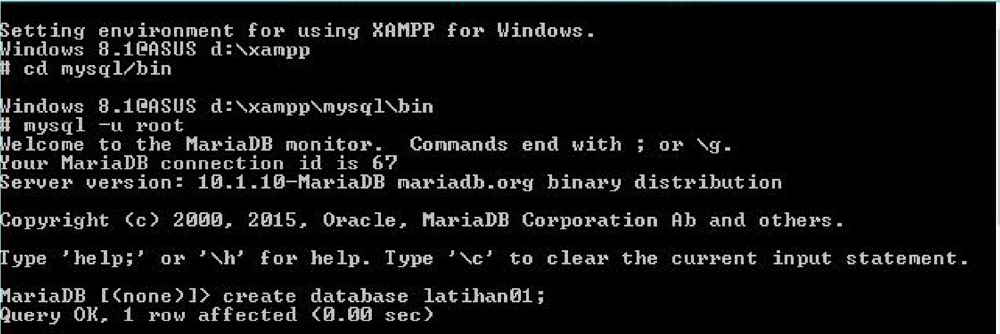 Setting environment for using XAMPP for Windows.
Windows 8.1@ASUS d:\xampp
# cd mysql/bin
Windows 8.1@ASUS d:\xampp\mysql\bin
# mysql -u root
Welcome to the MariaDB monitor.  Commands end with ; or \g.
Your MariaDB connection id is 67
Server version: 10.1.10-MariaDB mariadb.org binary distribution
Copyright (c) 2000, 2015, Oracle, MariaDB Corporation Ab and others.
Type 'help;' or '\h' for help. Type '\c' to clear the current input statement.
MariaDB [(none)]> create database latihan01;
Query OK, 1 row affected (0.00 sec)